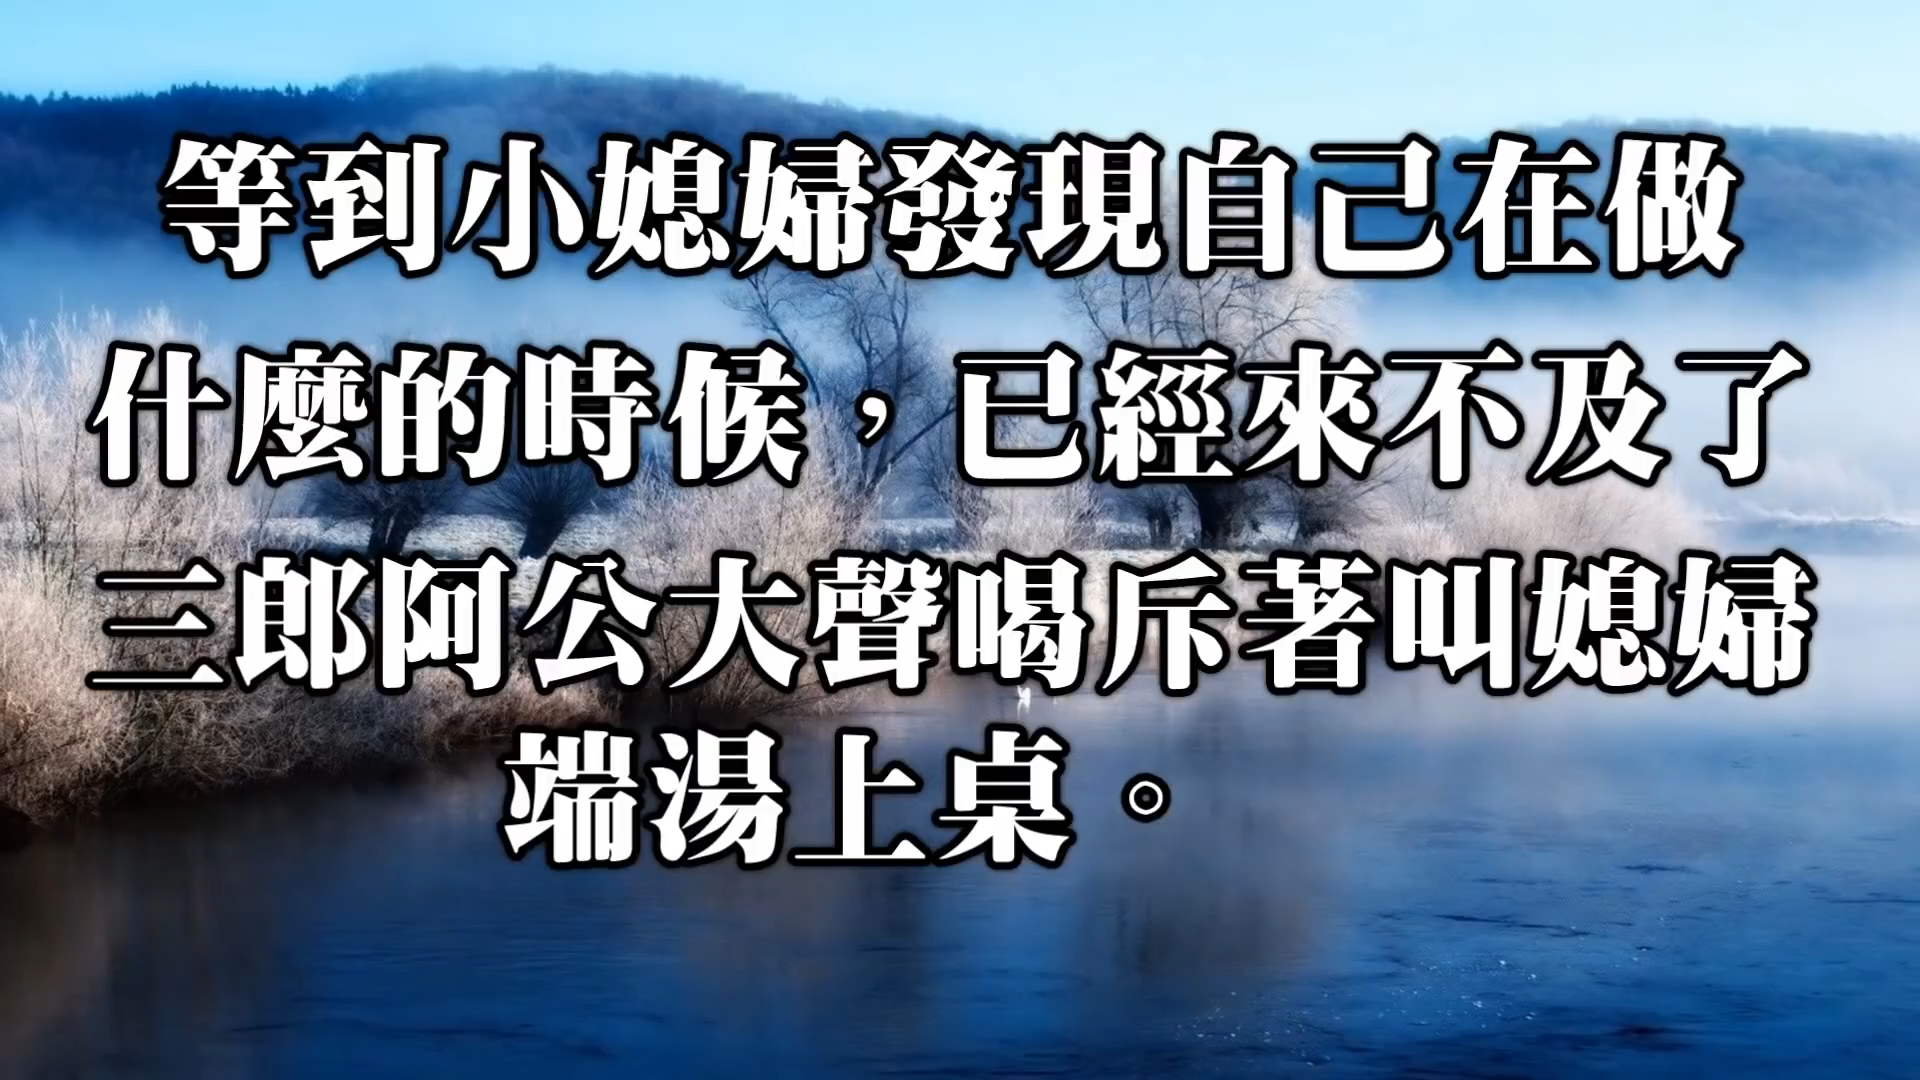 等到小媳婦發現自己在做
什麼的時候，已經來不及了
三郎阿公大聲喝斥著叫媳婦
端湯上桌。